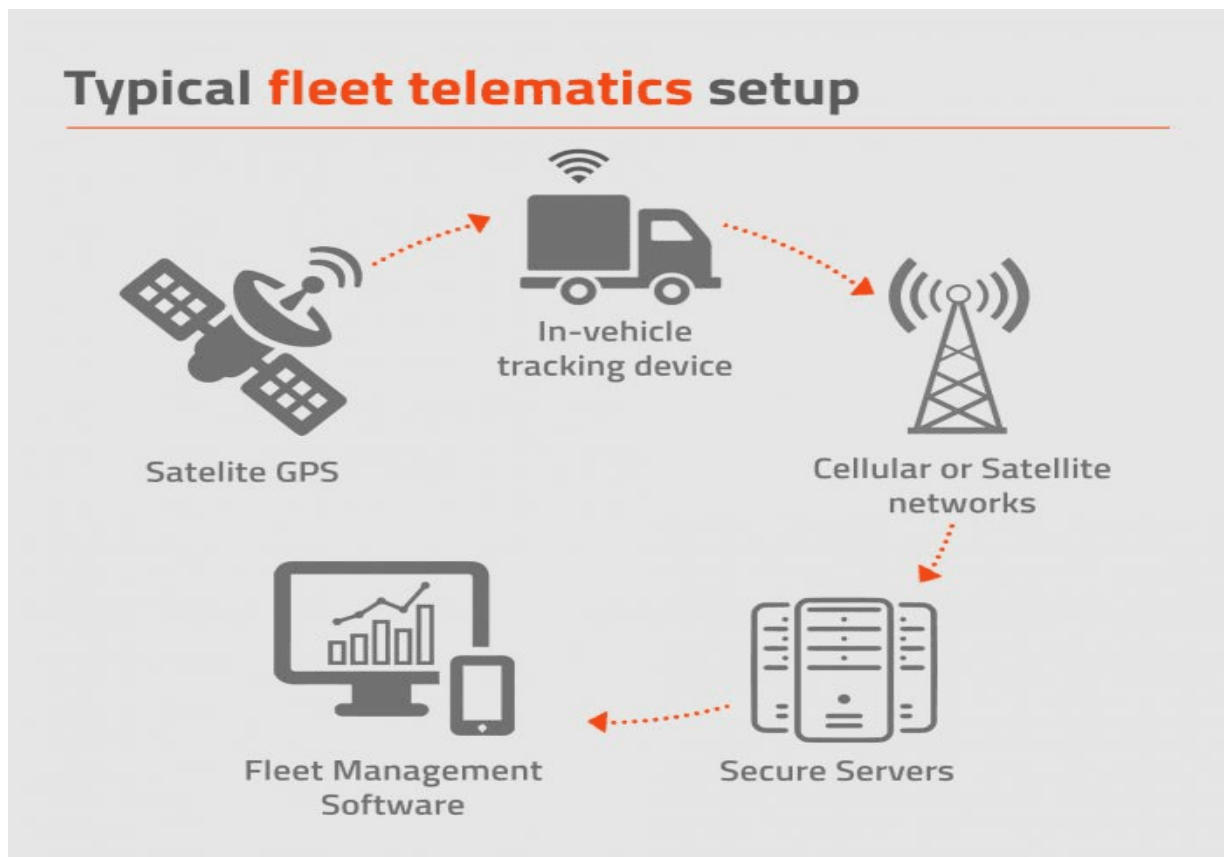 Typical fleet telematics setup
In-vehicle
tracking device
Satelite GPS
Cellular or Satellite
networks
Fleet Management
Software
Secure Servers